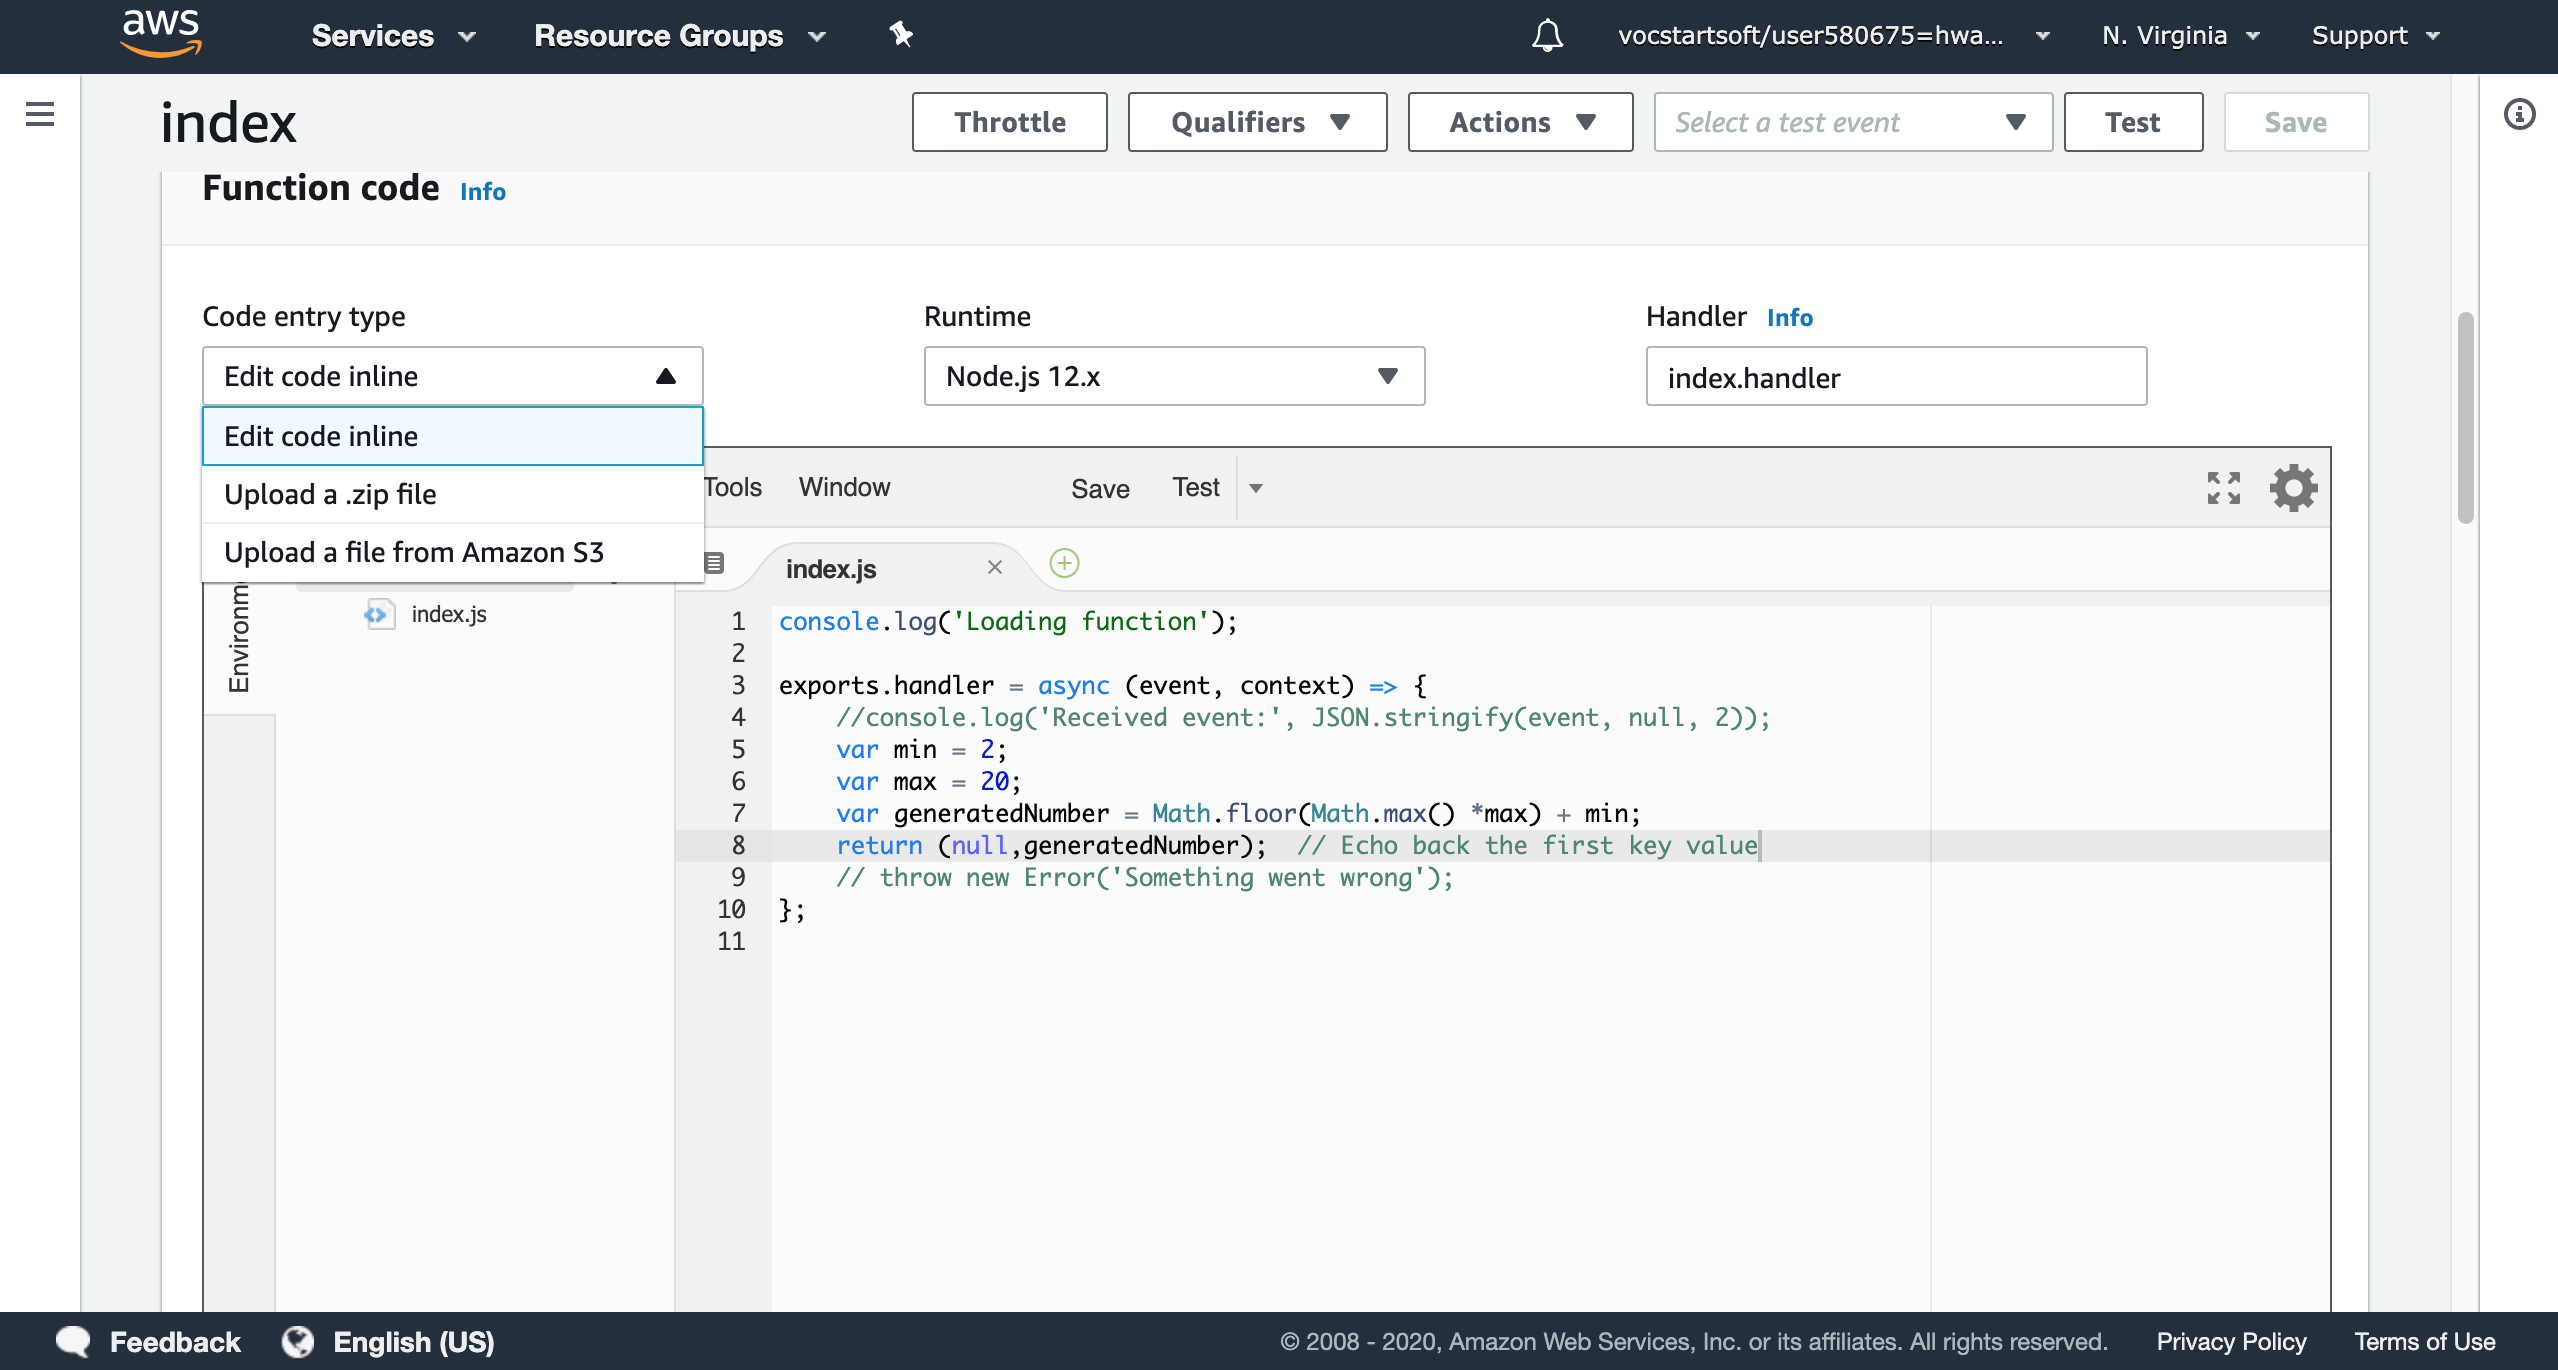 aws Services Resource Groups vocstartsoft/user580675=hwa... N. Virginia Support
index Throttle Qualifiers Actions Select a test event Test Save
Function code Info
Code entry type Runtime Handler Info
Edit code inline Node.js 12.x index.handler
Edit code inline
Upload a .zip file
Upload a file from Amazon S3
Tools Window Save Test
index.js
Environm
index.js
1 console.log('Loading function');
2
3 exports.handler = async (event, context) => {
4 //console.log('Received event:', JSON.stringify(event, null, 2));
5 var min = 2;
6 var max = 20;
7 var generatedNumber = Math.floor(Math.max() *max) + min;
8 return (null,generatedNumber); // Echo back the first key value
9 // throw new Error('Something went wrong');
10 };
11
Feedback English (US) © 2008 - 2020, Amazon Web Services, Inc. or its affiliates. All rights reserved. Privacy Policy Terms of Use